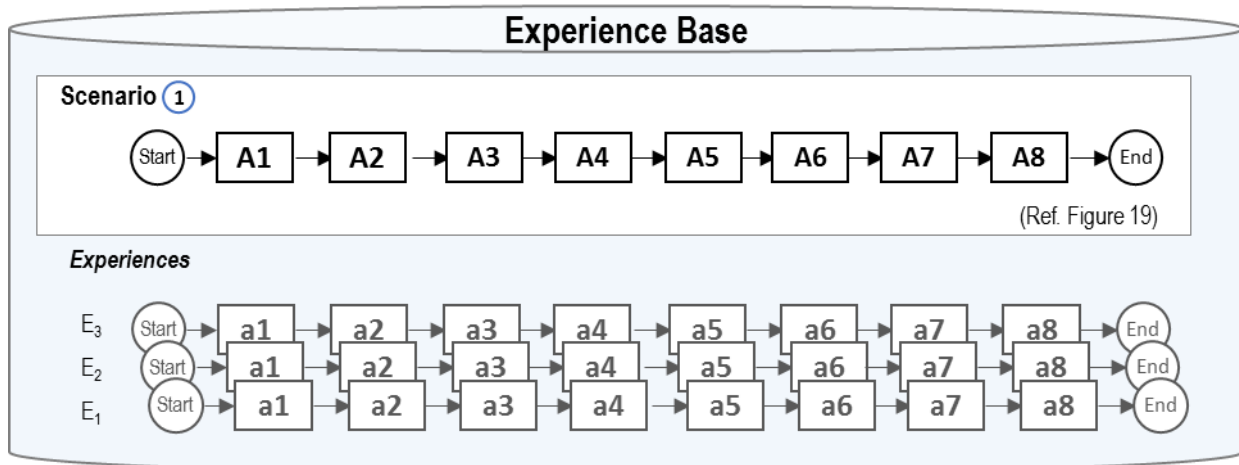 Experience Base
Scenario 1
Start A1 A2 A3 A4 A5 A6 A7 A8 End
(Ref. Figure 19)
Experiences
E3 Start a1 a2 a3 a4 a5 a6 a7 a8 End
E2 Start a1 a2 a3 a4 a5 a6 a7 a8 End
E1 Start a1 a2 a3 a4 a5 a6 a7 a8 End